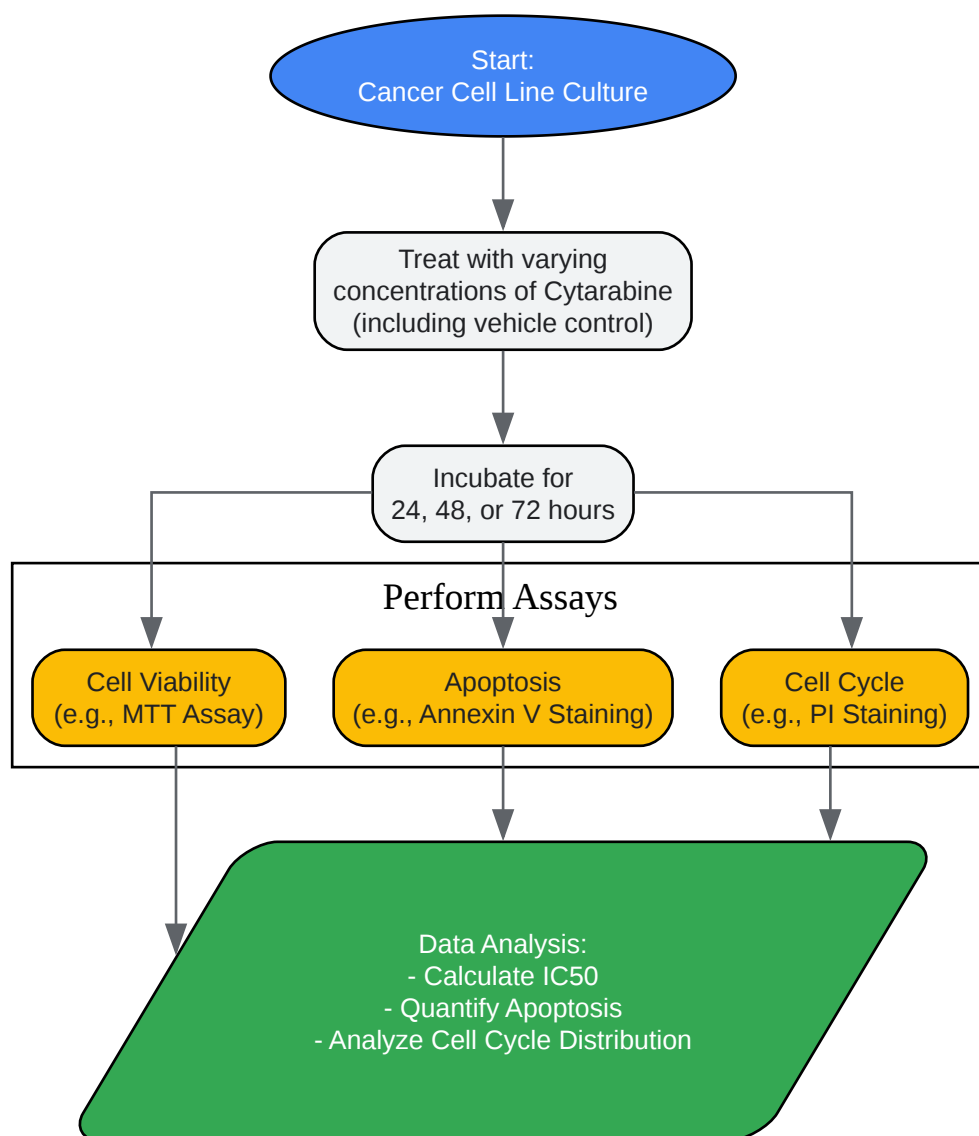 Start:
Cancer Cell Line Culture
Treat with varying
concentrations of Cytarabine
(including vehicle control)
Incubate for
24, 48, or 72 hours
Perform Assays
Cell Viability
(e.g., MTT Assay)
Apoptosis
(e.g., Annexin V Staining)
Cell Cycle
(e.g., PI Staining)
Data Analysis:
- Calculate IC50
- Quantify Apoptosis
- Analyze Cell Cycle Distribution